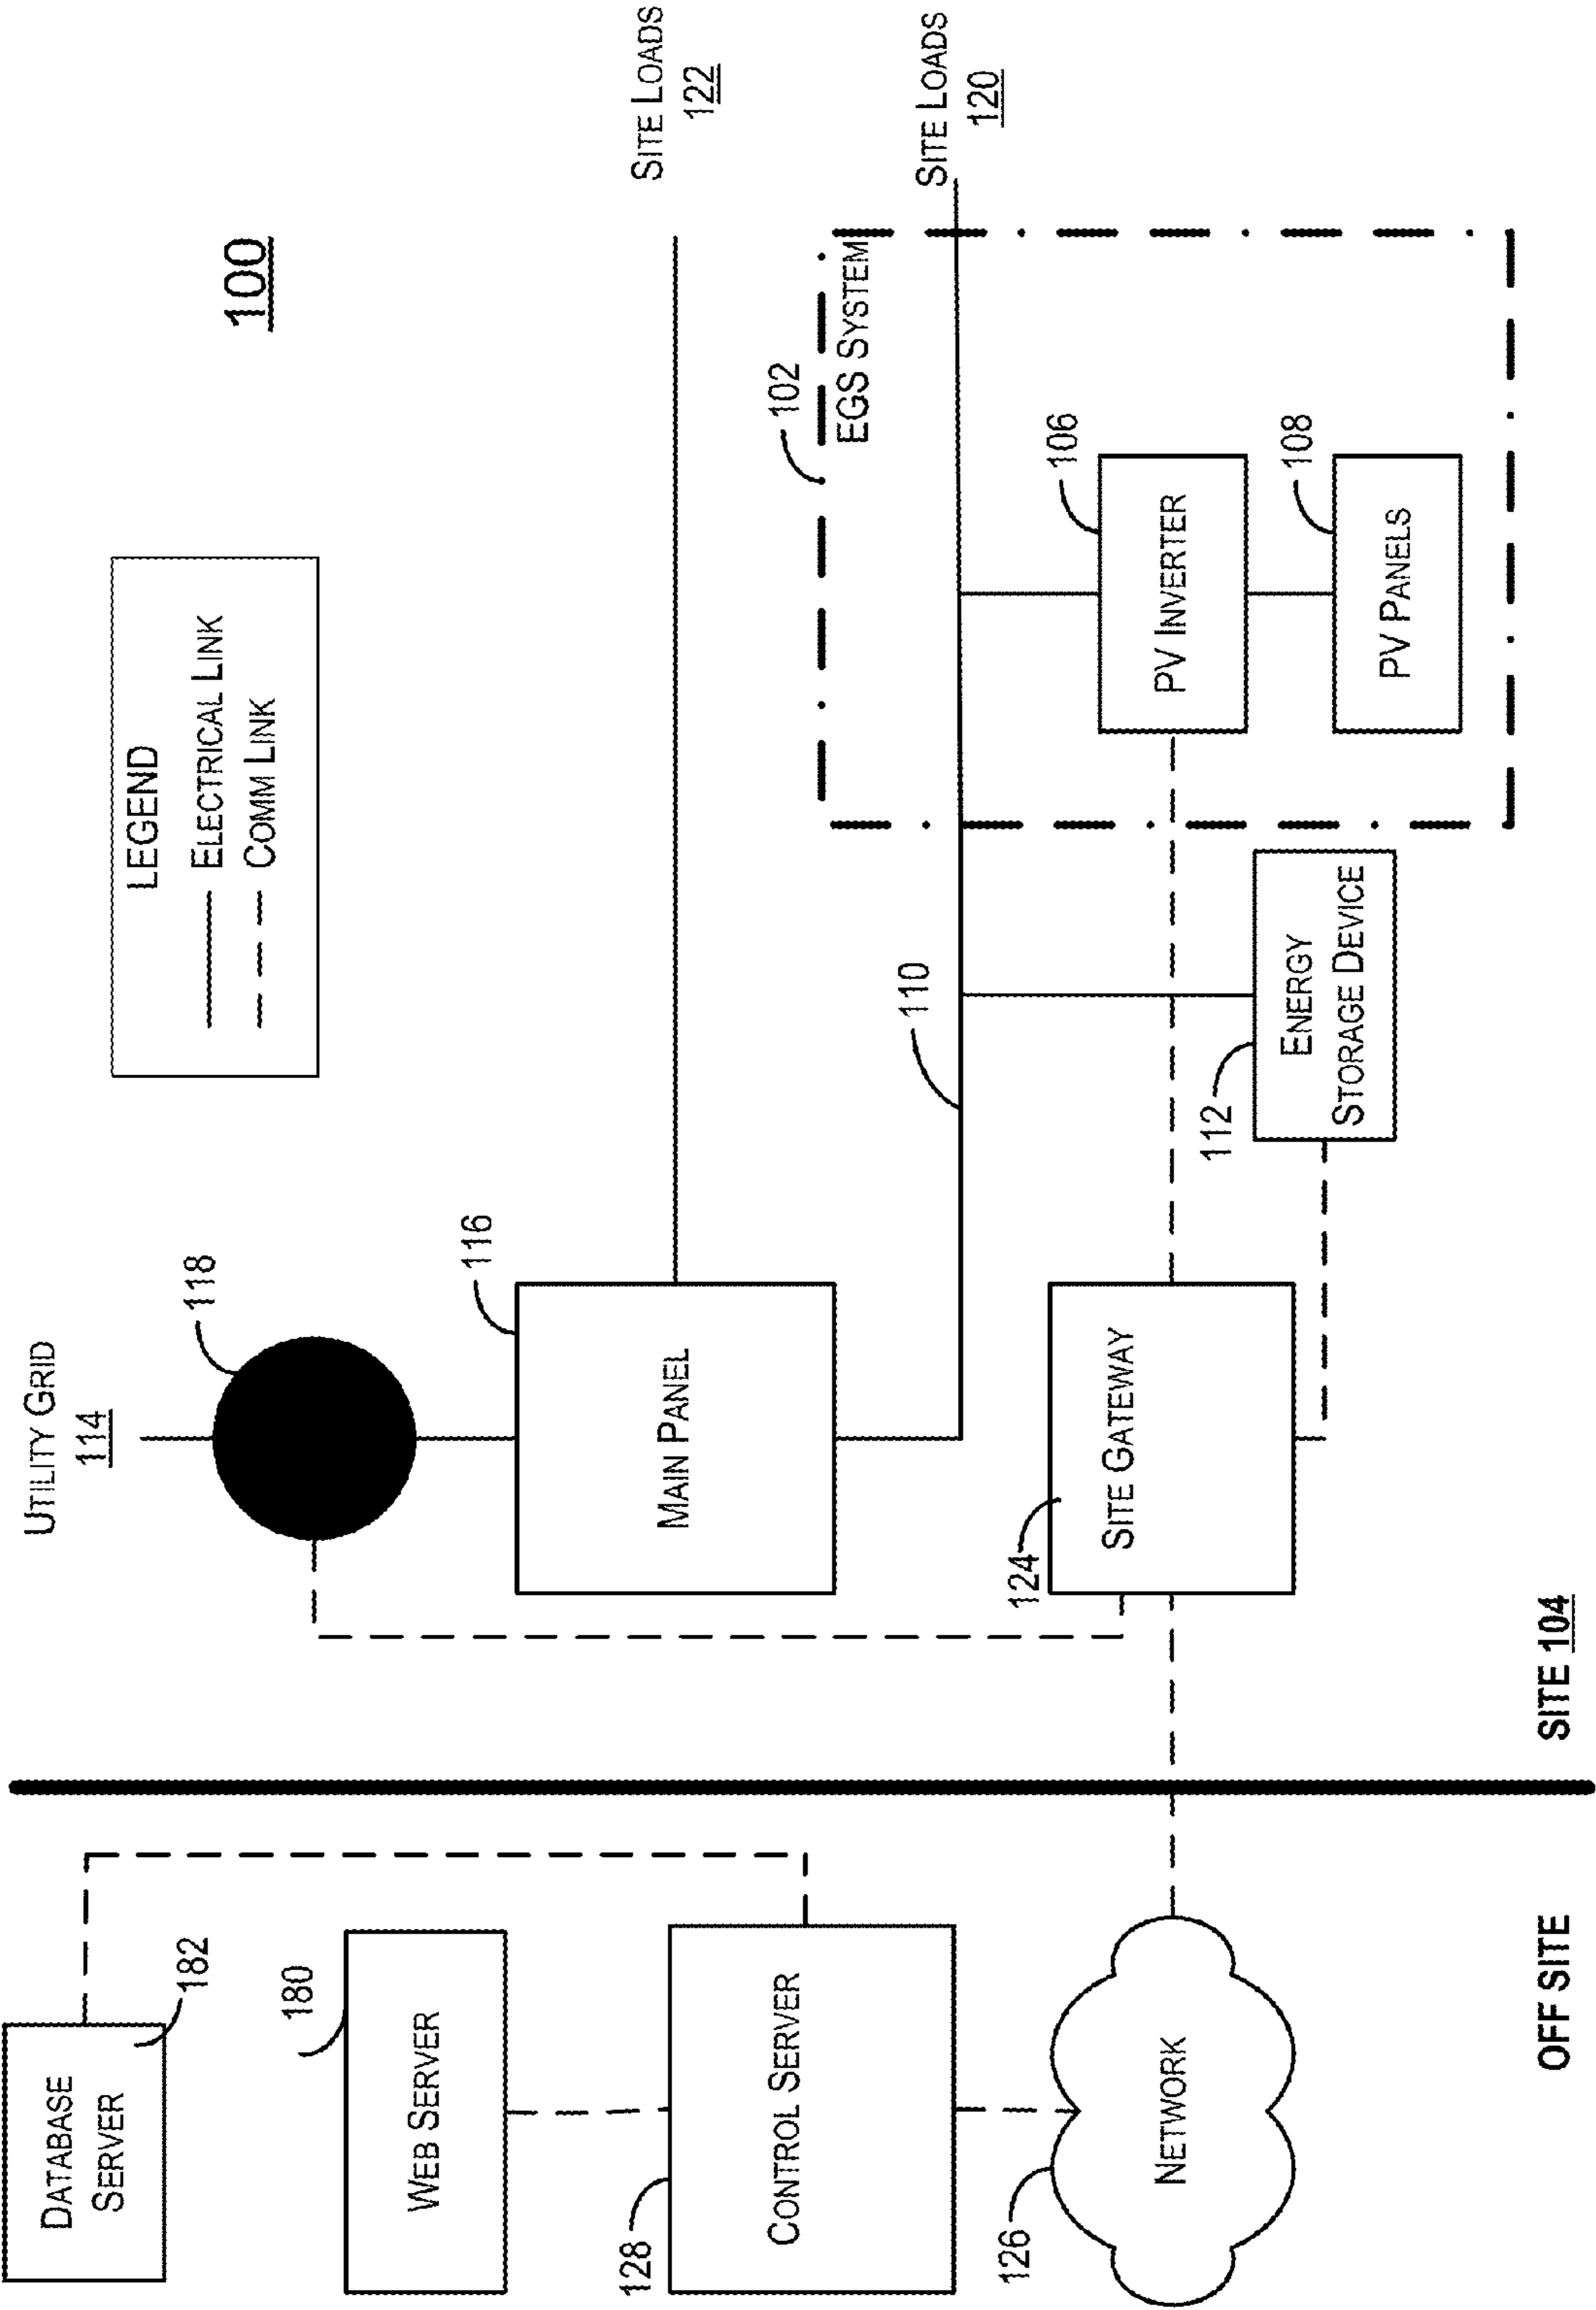 100
DATABASE
SERVER
182
WEB SERVER
180
CONTROL SERVER
128
NETWORK
126
OFF SITE
UTILITY GRID
114
118
MAIN PANEL
116
SITE GATEWAY
124
SITE 104
LEGEND
ELECTRICAL LINK
COMM LINK
110
ENERGY
STORAGE DEVICE
112
102
EGS SYSTEM
PV INVERTER
106
PV PANELS
108
SITE LOADS
122
SITE LOADS
120